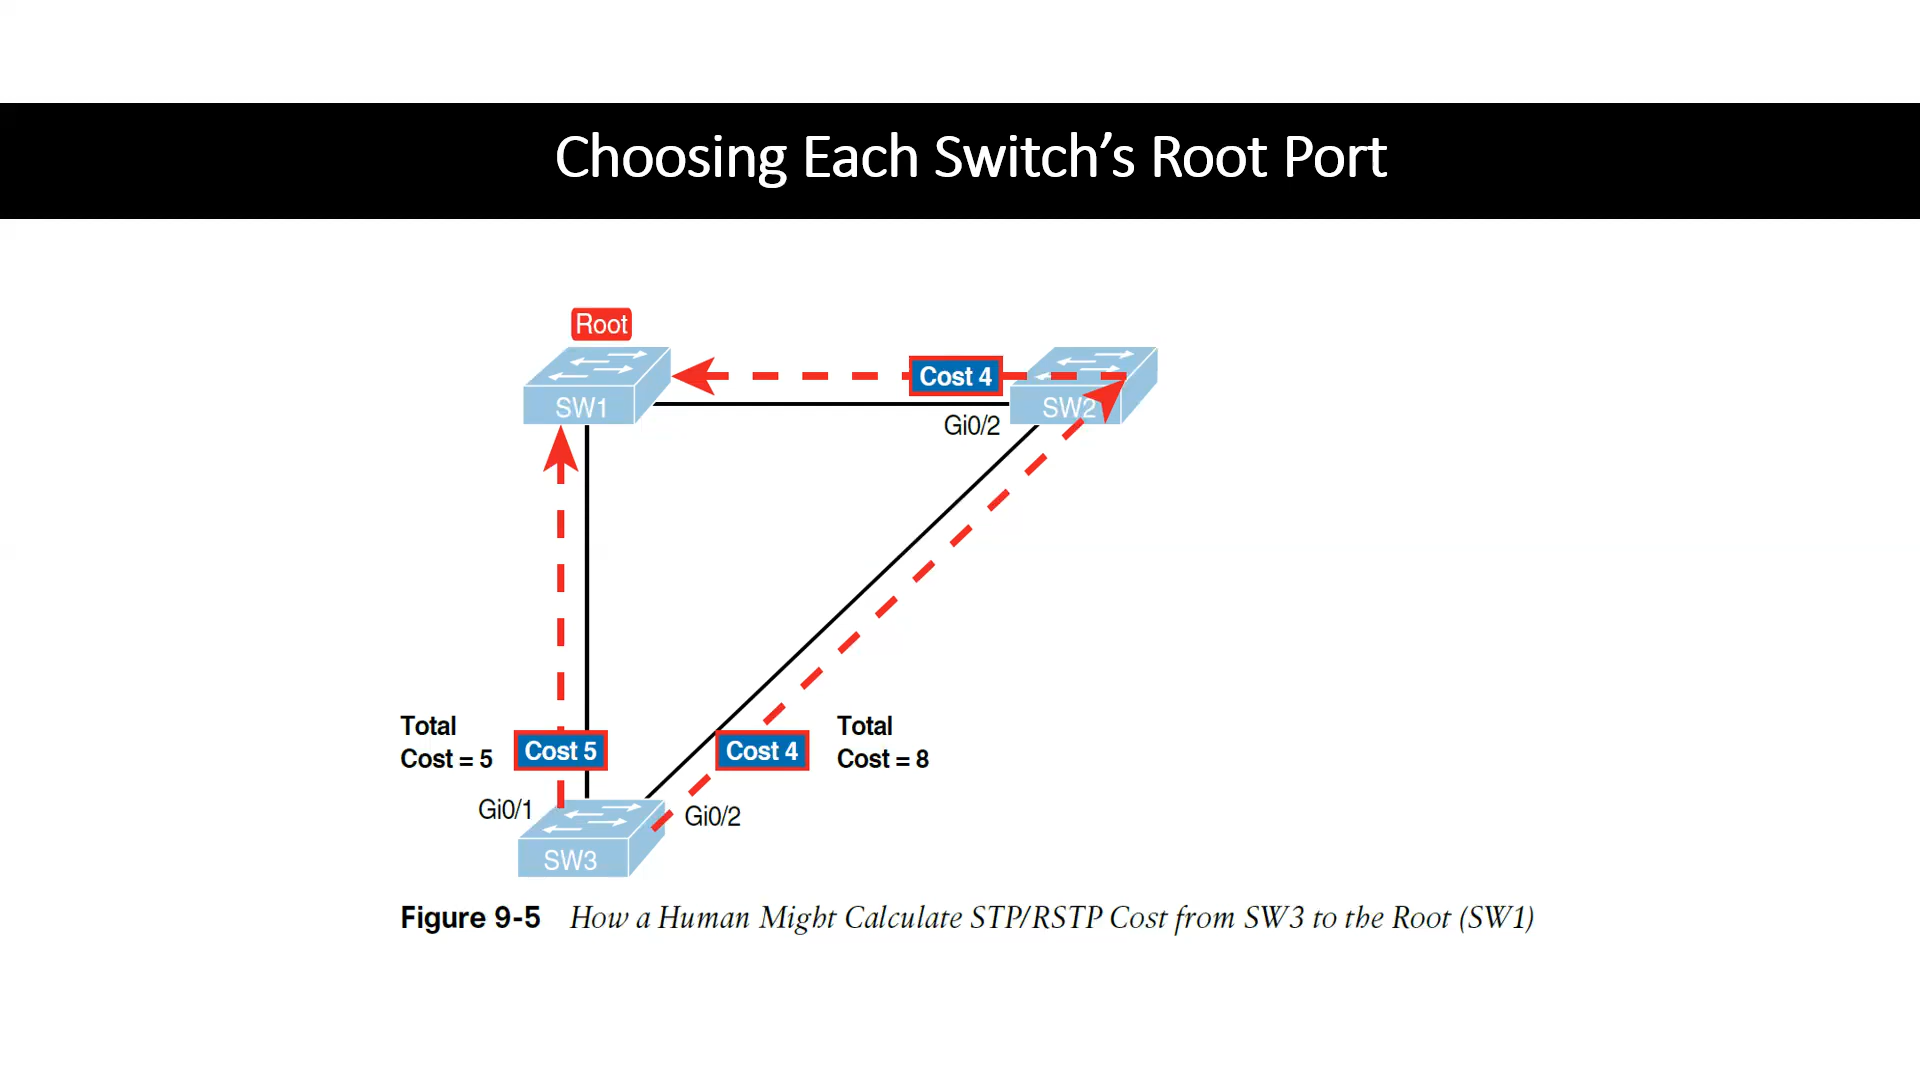 Choosing Each Switch’s Root Port
Root
SW1
Cost 4
SW2
Gi0/2
Total
Cost = 5
Cost 5
Cost 4
Total
Cost = 8
Gi0/1
Gi0/2
SW3
Figure 9-5 How a Human Might Calculate STP/RSTP Cost from SW3 to the Root (SW1)